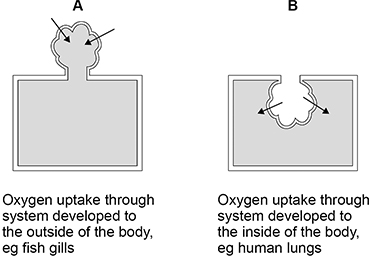 A
B
Oxygen uptake through
system developed to
the outside of the body,
eg fish gills
Oxygen uptake through
system developed to
the inside of the body,
eg human lungs